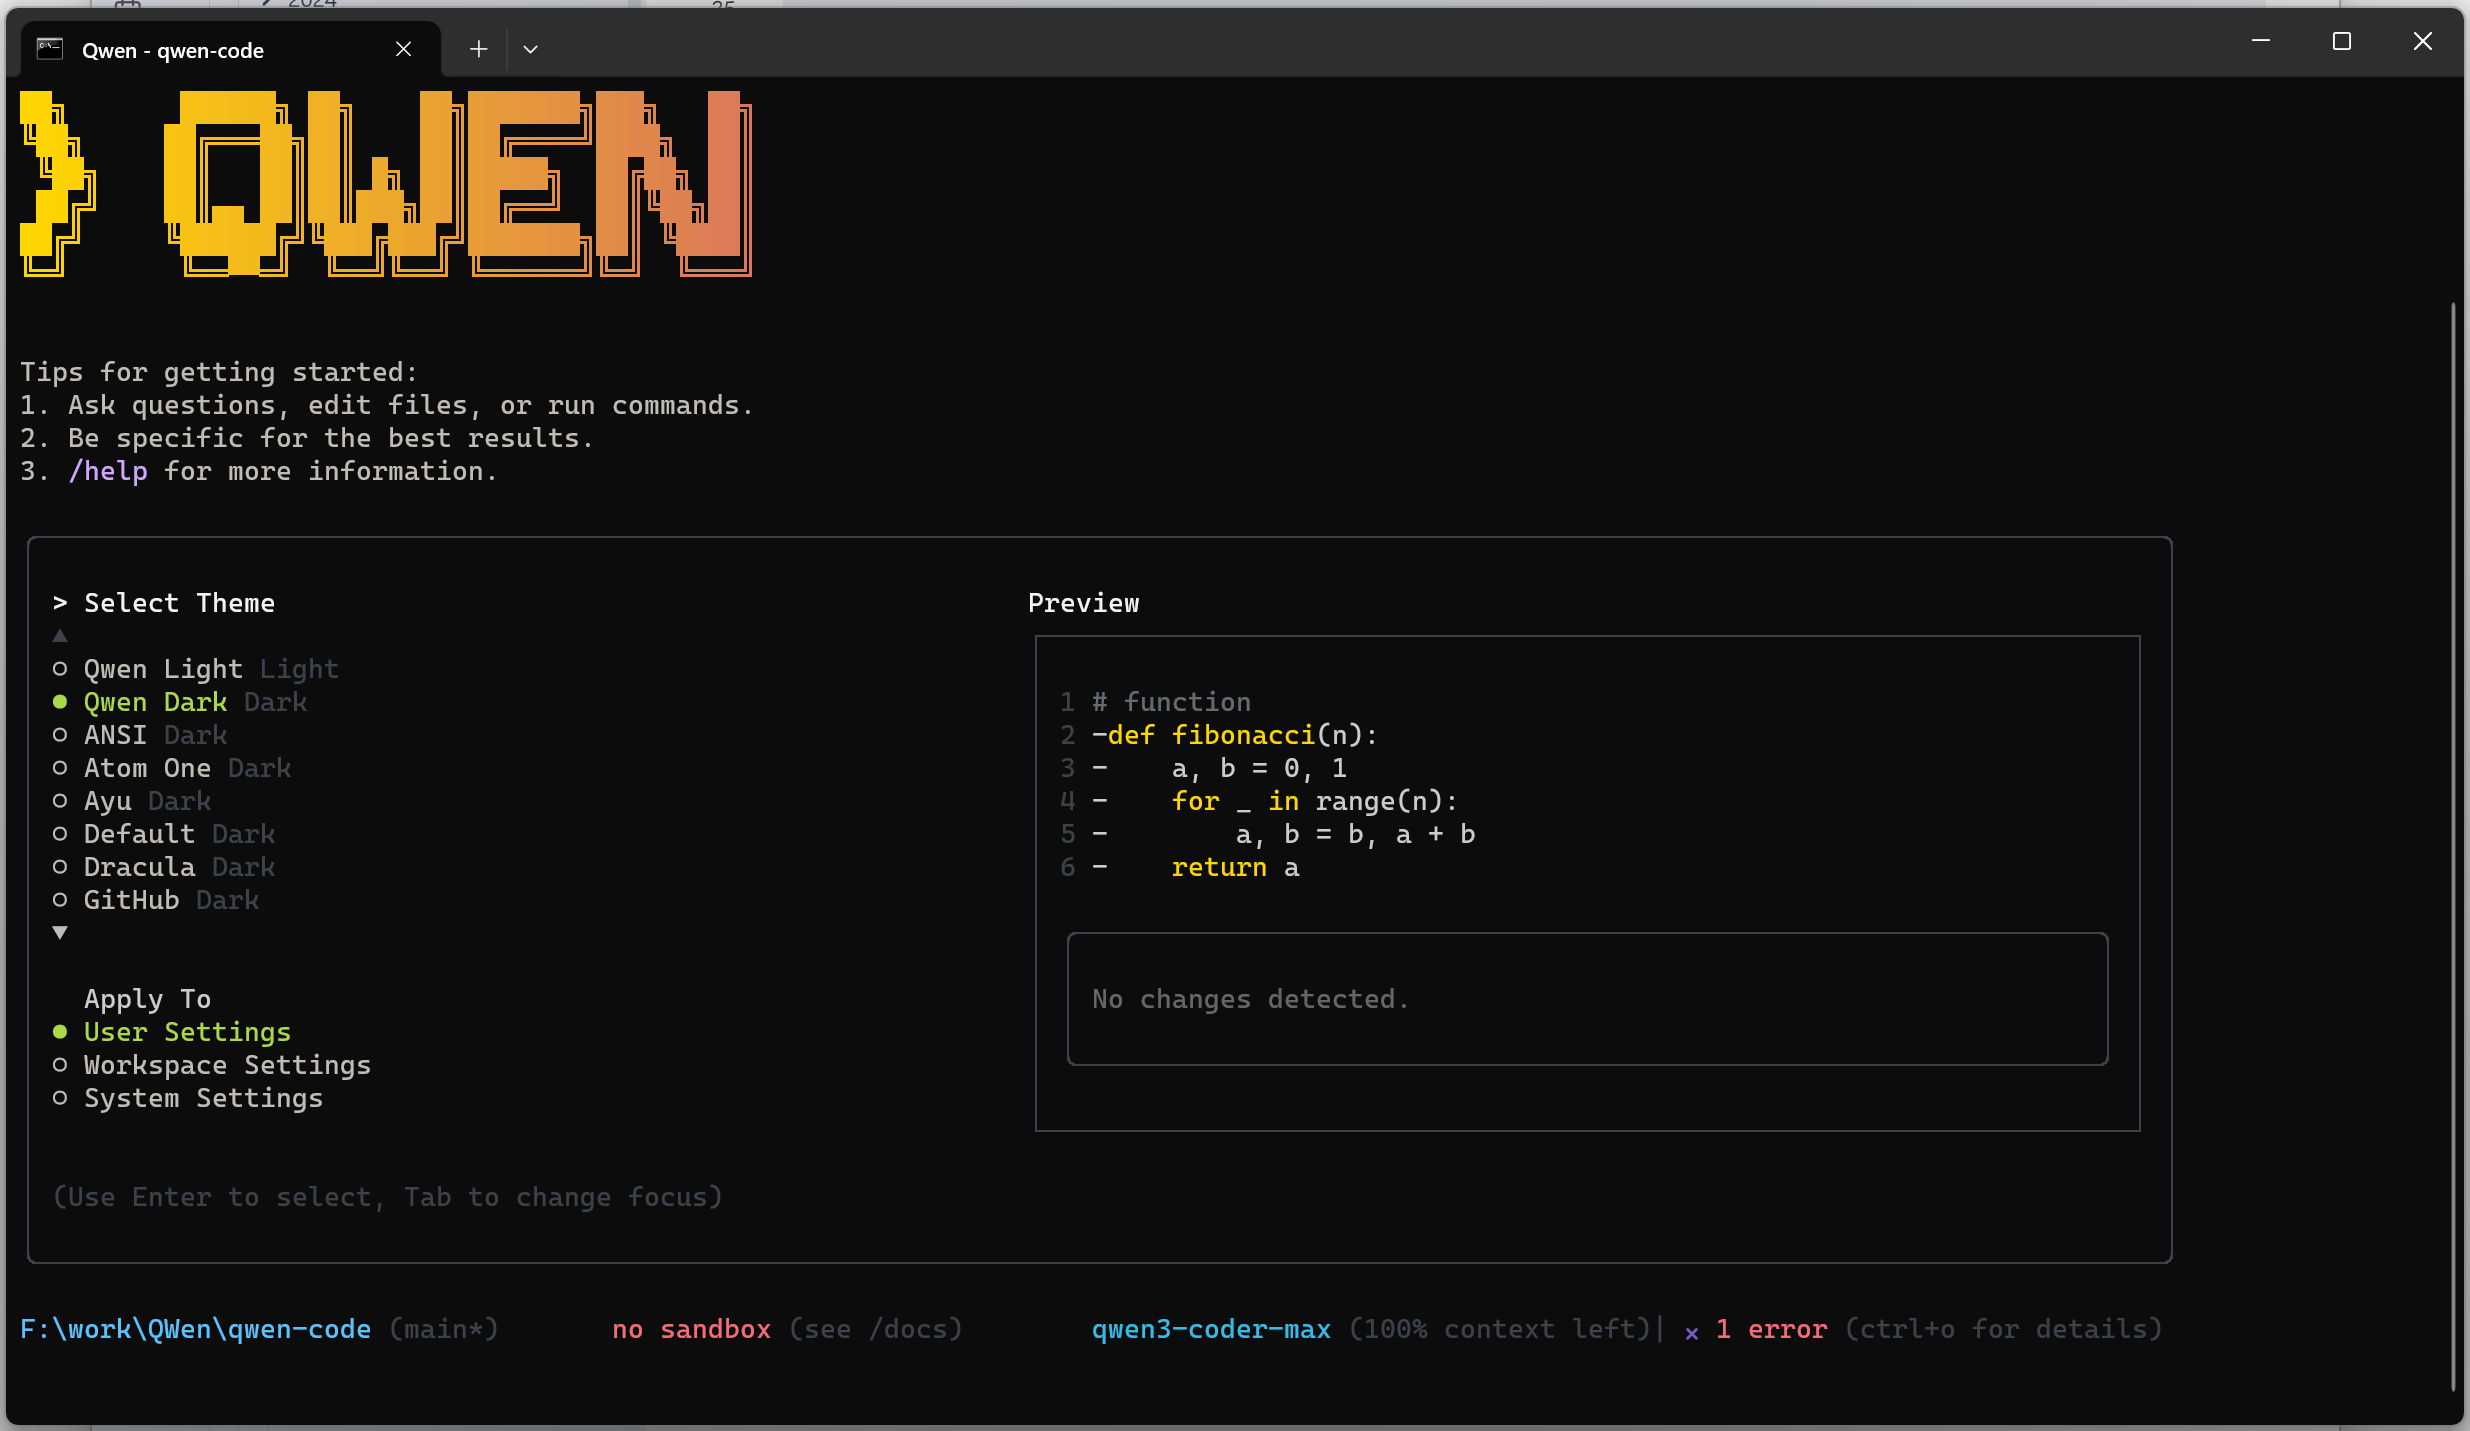 2024
25
Qwen - qwen-code
QWEN
Tips for getting started:
1. Ask questions, edit files, or run commands.
2. Be specific for the best results.
3. /help for more information.
> Select Theme
▲
○ Qwen Light Light
● Qwen Dark Dark
○ ANSI Dark
○ Atom One Dark
○ Ayu Dark
○ Default Dark
○ Dracula Dark
○ GitHub Dark
▼
Apply To
● User Settings
○ Workspace Settings
○ System Settings
(Use Enter to select, Tab to change focus)
Preview
1 # function
2 -def fibonacci(n):
3 -    a, b = 0, 1
4 -    for _ in range(n):
5 -        a, b = b, a + b
6 -    return a
No changes detected.
F:\work\QWen\qwen-code (main*) no sandbox (see /docs) qwen3-coder-max (100% context left)| × 1 error (ctrl+o for details)